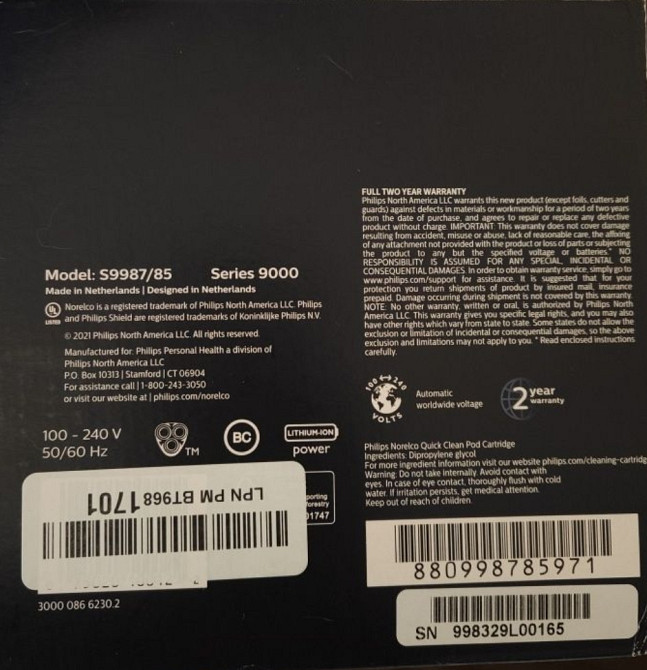 FULL TWO YEAR WARRANTY
Philips North America LLC warrants this new product (except foils, cutters and
guards) against defects in materials or workmanship for a period of two years
from the date of purchase, and agrees to repair or replace any defective
product without charge. IMPORTANT: This warranty does not cover damage
resulting from accident, misuse or abuse, lack of reasonable care, the affixing
of any attachment not provided with the product or loss of parts or subjecting
the product to any but the specified voltage or batteries.* NO
RESPONSIBILITY IS ASSUMED FOR ANY SPECIAL, INCIDENTAL OR
CONSEQUENTIAL DAMAGES. In order to obtain warranty service, simply go to
www.philips.com/support for assistance. It is suggested that for your
protection you return shipments of product by insured mail, insurance
prepaid. Damage occurring during shipment is not covered by this warranty.
NOTE: No other warranty, written or oral, is authorized by Philips North
America LLC. This warranty gives you specific legal rights, and you may also
have other rights which vary from state to state. Some states do not allow the
exclusion or limitation of incidental or consequential damages, so the above
exclusion and limitations may not apply to you. * Read enclosed instructions
carefully.
Model: S9987/85 Series 9000
Made in Netherlands | Designed in Netherlands
UL
LISTED
Norelco is a registered trademark of Philips North America LLC. Philips
and Philips Shield are registered trademarks of Koninklijke Philips N.V.
© 2021 Philips North America LLC. All rights reserved.
Manufactured for: Philips Personal Health a division of
Philips North America LLC
P.O. Box 10313 | Stamford | CT 06904
For assistance call | 1-800-243-3050
or visit our website at | philips.com/norelco
100 - 240 V
50/60 Hz
TM
BC
LITHIUM-ION
power
100 ↔ 240
VOLTS
Automatic
worldwide voltage
2 year
warranty
Philips Norelco Quick Clean Pod Cartridge
Ingredients: Dipropylene glycol
For more ingredient information visit our website philips.com/cleaning-cartridg
Warning: Do not take internally. Avoid contact with
eyes. In case of eye contact, thoroughly flush with cold
water. If irritation persists, get medical attention.
Keep out of reach of children.
LPN PM BT968 1701
porting
forestry
01747
3000 086 6230.2
880998785971
SN 998329L00165